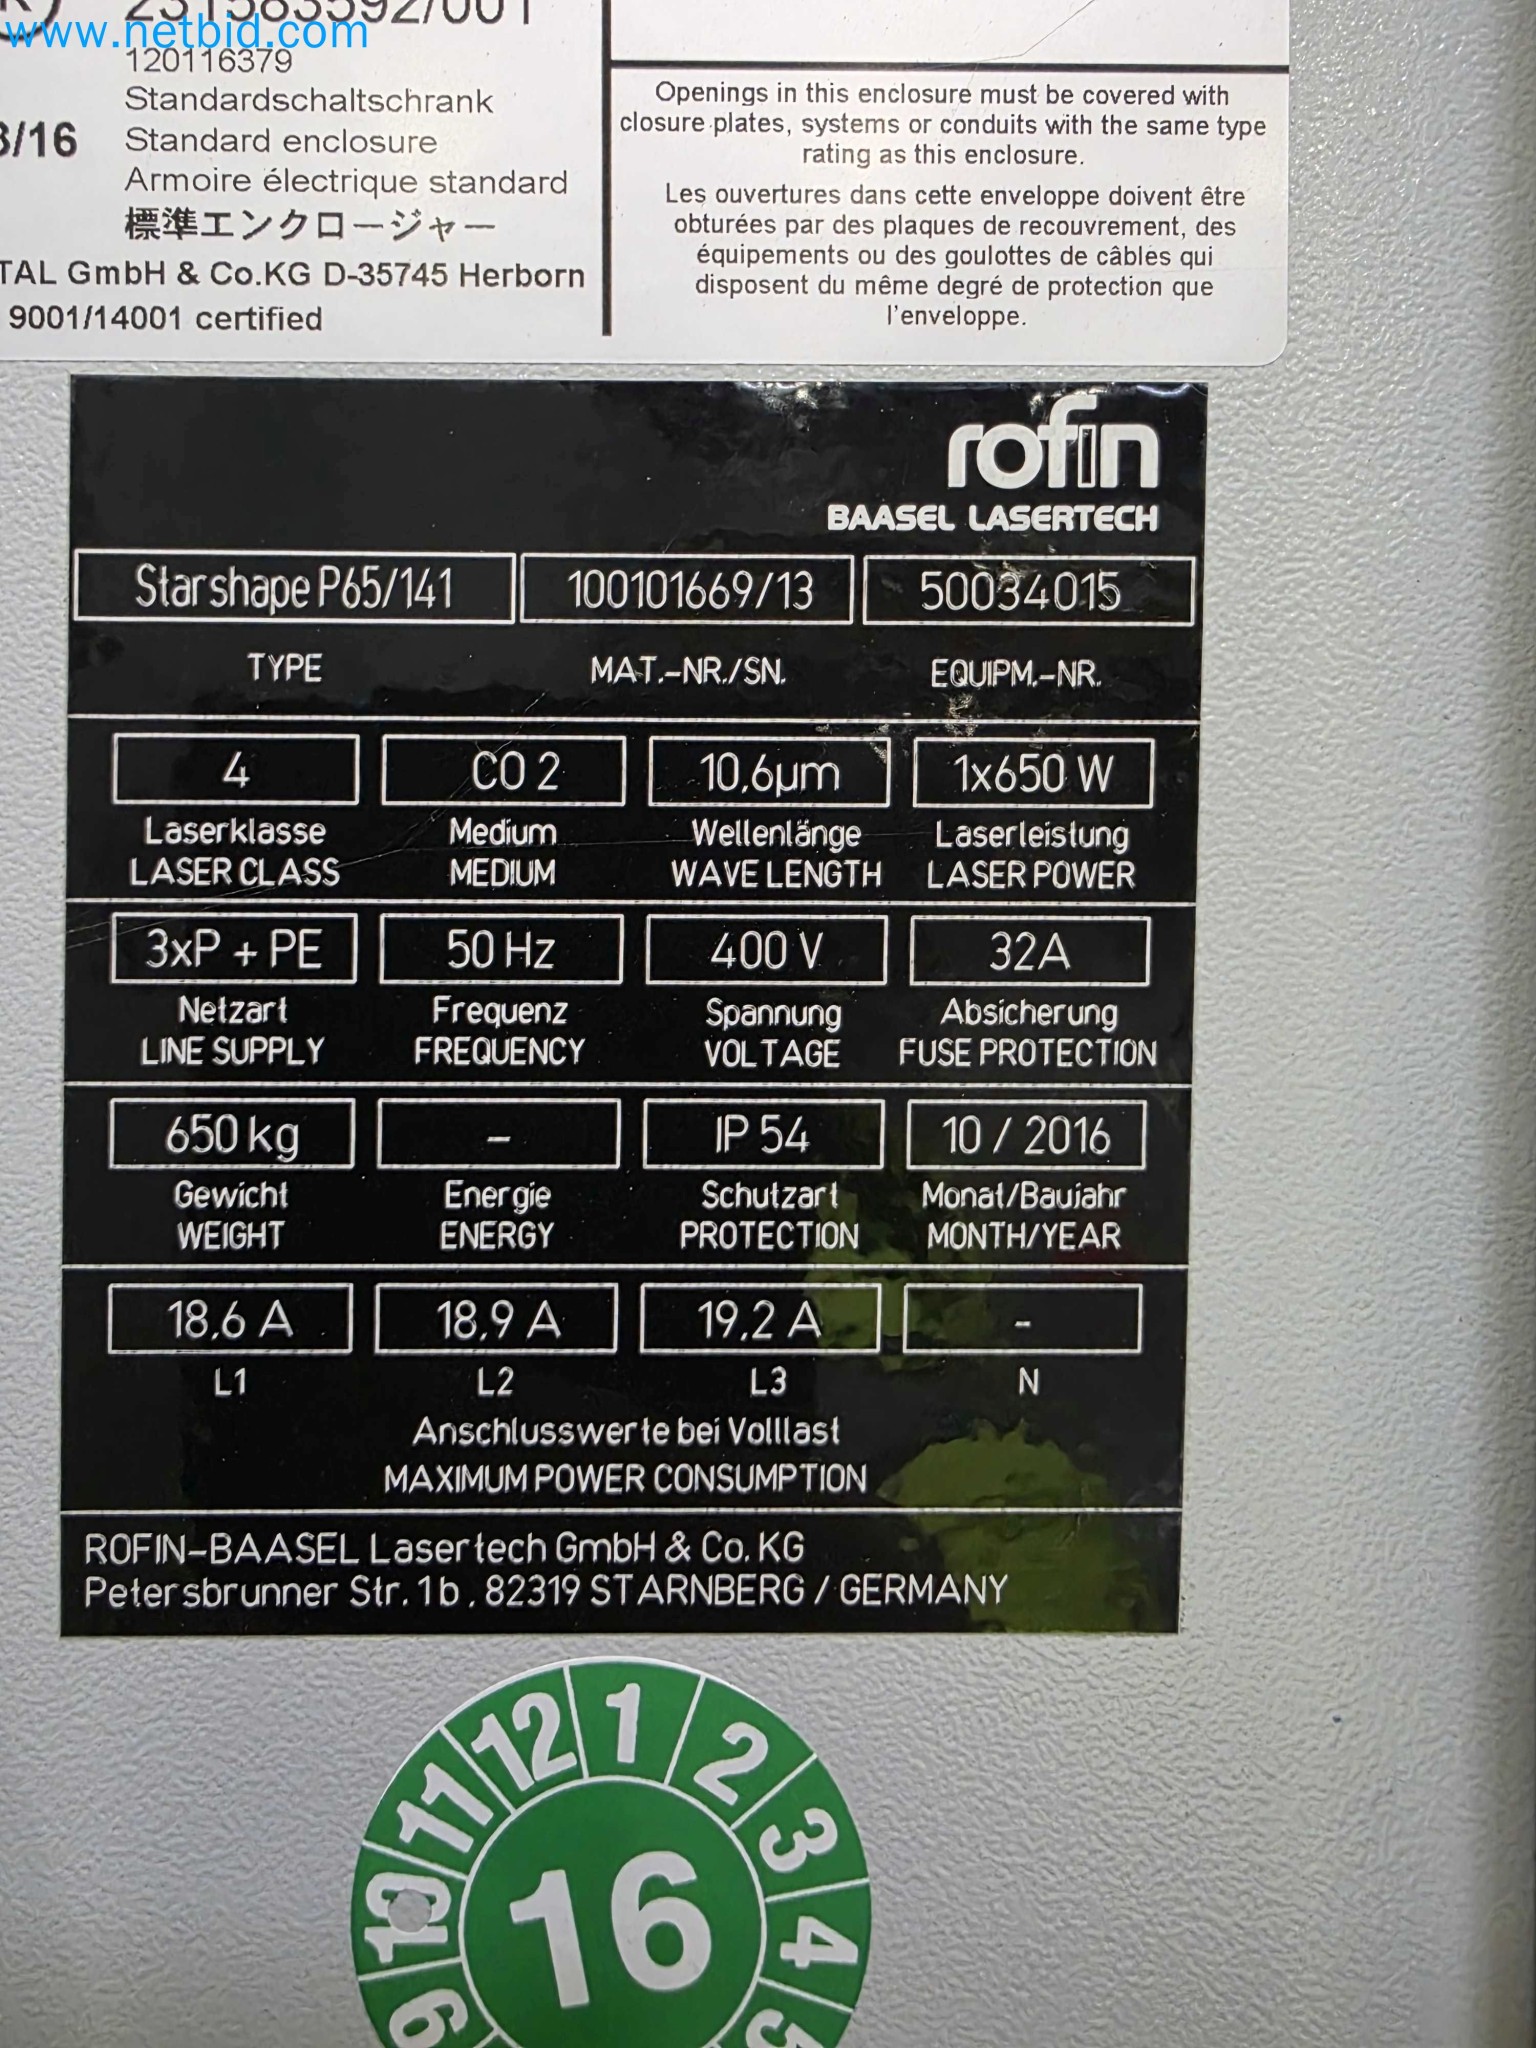 www.netbid.com
120116379
Standardschaltschrank
3/16 Standard enclosure
Armoire électrique standard
標準エンクロージャー
TAL GmbH & Co.KG D-35745 Herborn
9001/14001 certified
Openings in this enclosure must be covered with
closure plates, systems or conduits with the same type
rating as this enclosure.
Les ouvertures dans cette enveloppe doivent être
obturées par des plaques de recouvrement, des
équipements ou des goulottes de câbles qui
disposent du même degré de protection que
l'enveloppe.
rofin
BAASEL LASERTECH
Starshape P65/141 100101669/13 50034015
TYPE MAT.-NR./SN. EQUIPM.-NR.
4 CO 2 10,6µm 1x650 W
Laserklasse Medium Wellenlänge Laserleistung
LASER CLASS MEDIUM WAVE LENGTH LASER POWER
3xP + PE 50 Hz 400 V 32A
Netzart Frequenz Spannung Absicherung
LINE SUPPLY FREQUENCY VOLTAGE FUSE PROTECTION
650 kg - IP 54 10 / 2016
Gewicht Energie Schutzart Monat/Baujahr
WEIGHT ENERGY PROTECTION MONTH/YEAR
18,6 A 18,9 A 19,2 A -
L1 L2 L3 N
Anschlusswerte bei Volllast
MAXIMUM POWER CONSUMPTION
ROFIN-BAASEL Lasertech GmbH & Co. KG
Petersbrunner Str. 1b, 82319 STARNBERG / GERMANY
12 1 2
11 3
10 16 4
9 5